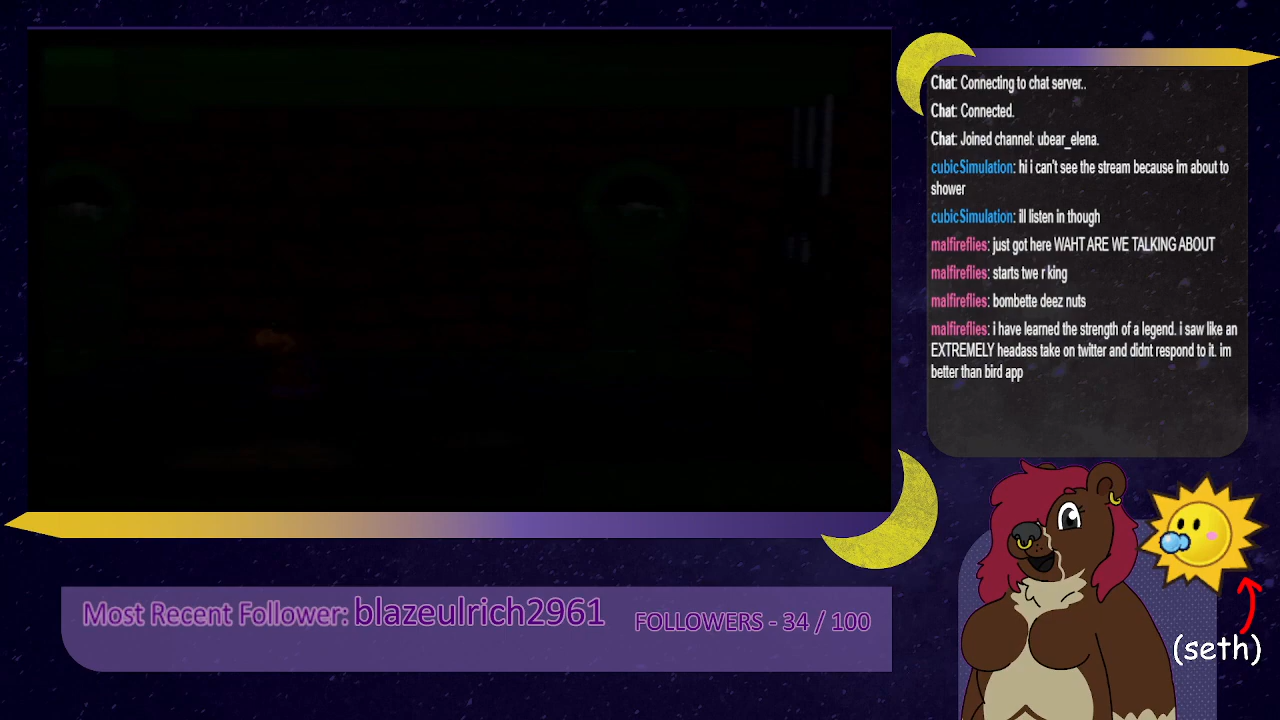 Chat: Connecting to chat server..
Chat: Connected.
Chat: Joined channel: ubear_elena.
cubicSimulation: hi i can't see the stream because im about to
shower
cubicSimulation: ill listen in though
malfireflies: just got here WAHT ARE WE TALKING ABOUT
malfireflies: starts twe r king
malfireflies: bombette deez nuts
malfireflies: i have learned the strength of a legend. i saw like an
EXTREMELY headass take on twitter and didnt respond to it. im
better than bird app
Most Recent Follower: blazeulrich2961
FOLLOWERS - 34 / 100
(seth)